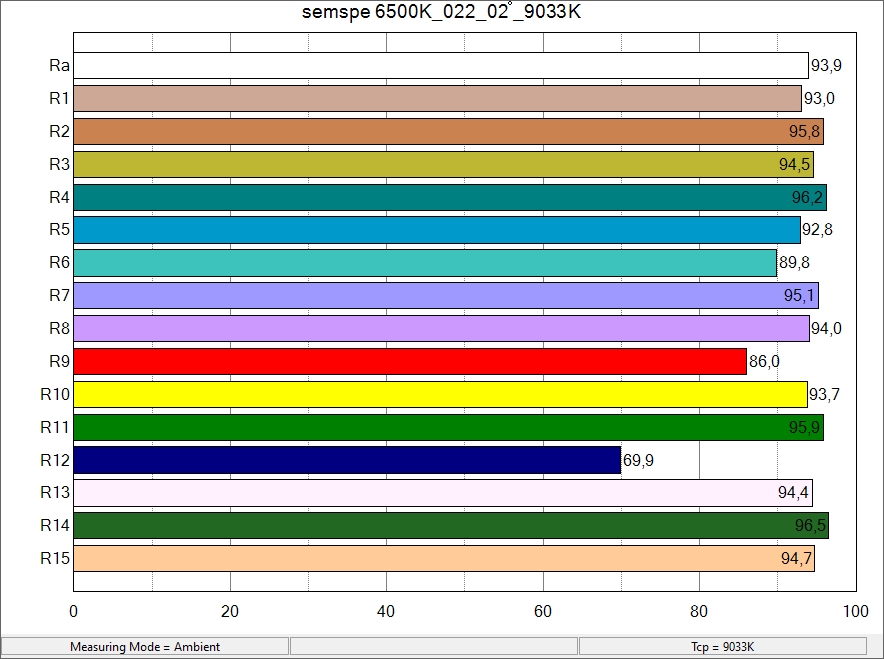 semspe 6500K_022_02°_9033K
Ra 93,9
R1 93,0
R2 95,8
R3 94,5
R4 96,2
R5 92,8
R6 89,8
R7 95,1
R8 94,0
R9 86,0
R10 93,7
R11 95,9
R12 69,9
R13 94,4
R14 96,5
R15 94,7
0 20 40 60 80 100
Measuring Mode = Ambient Tcp = 9033K